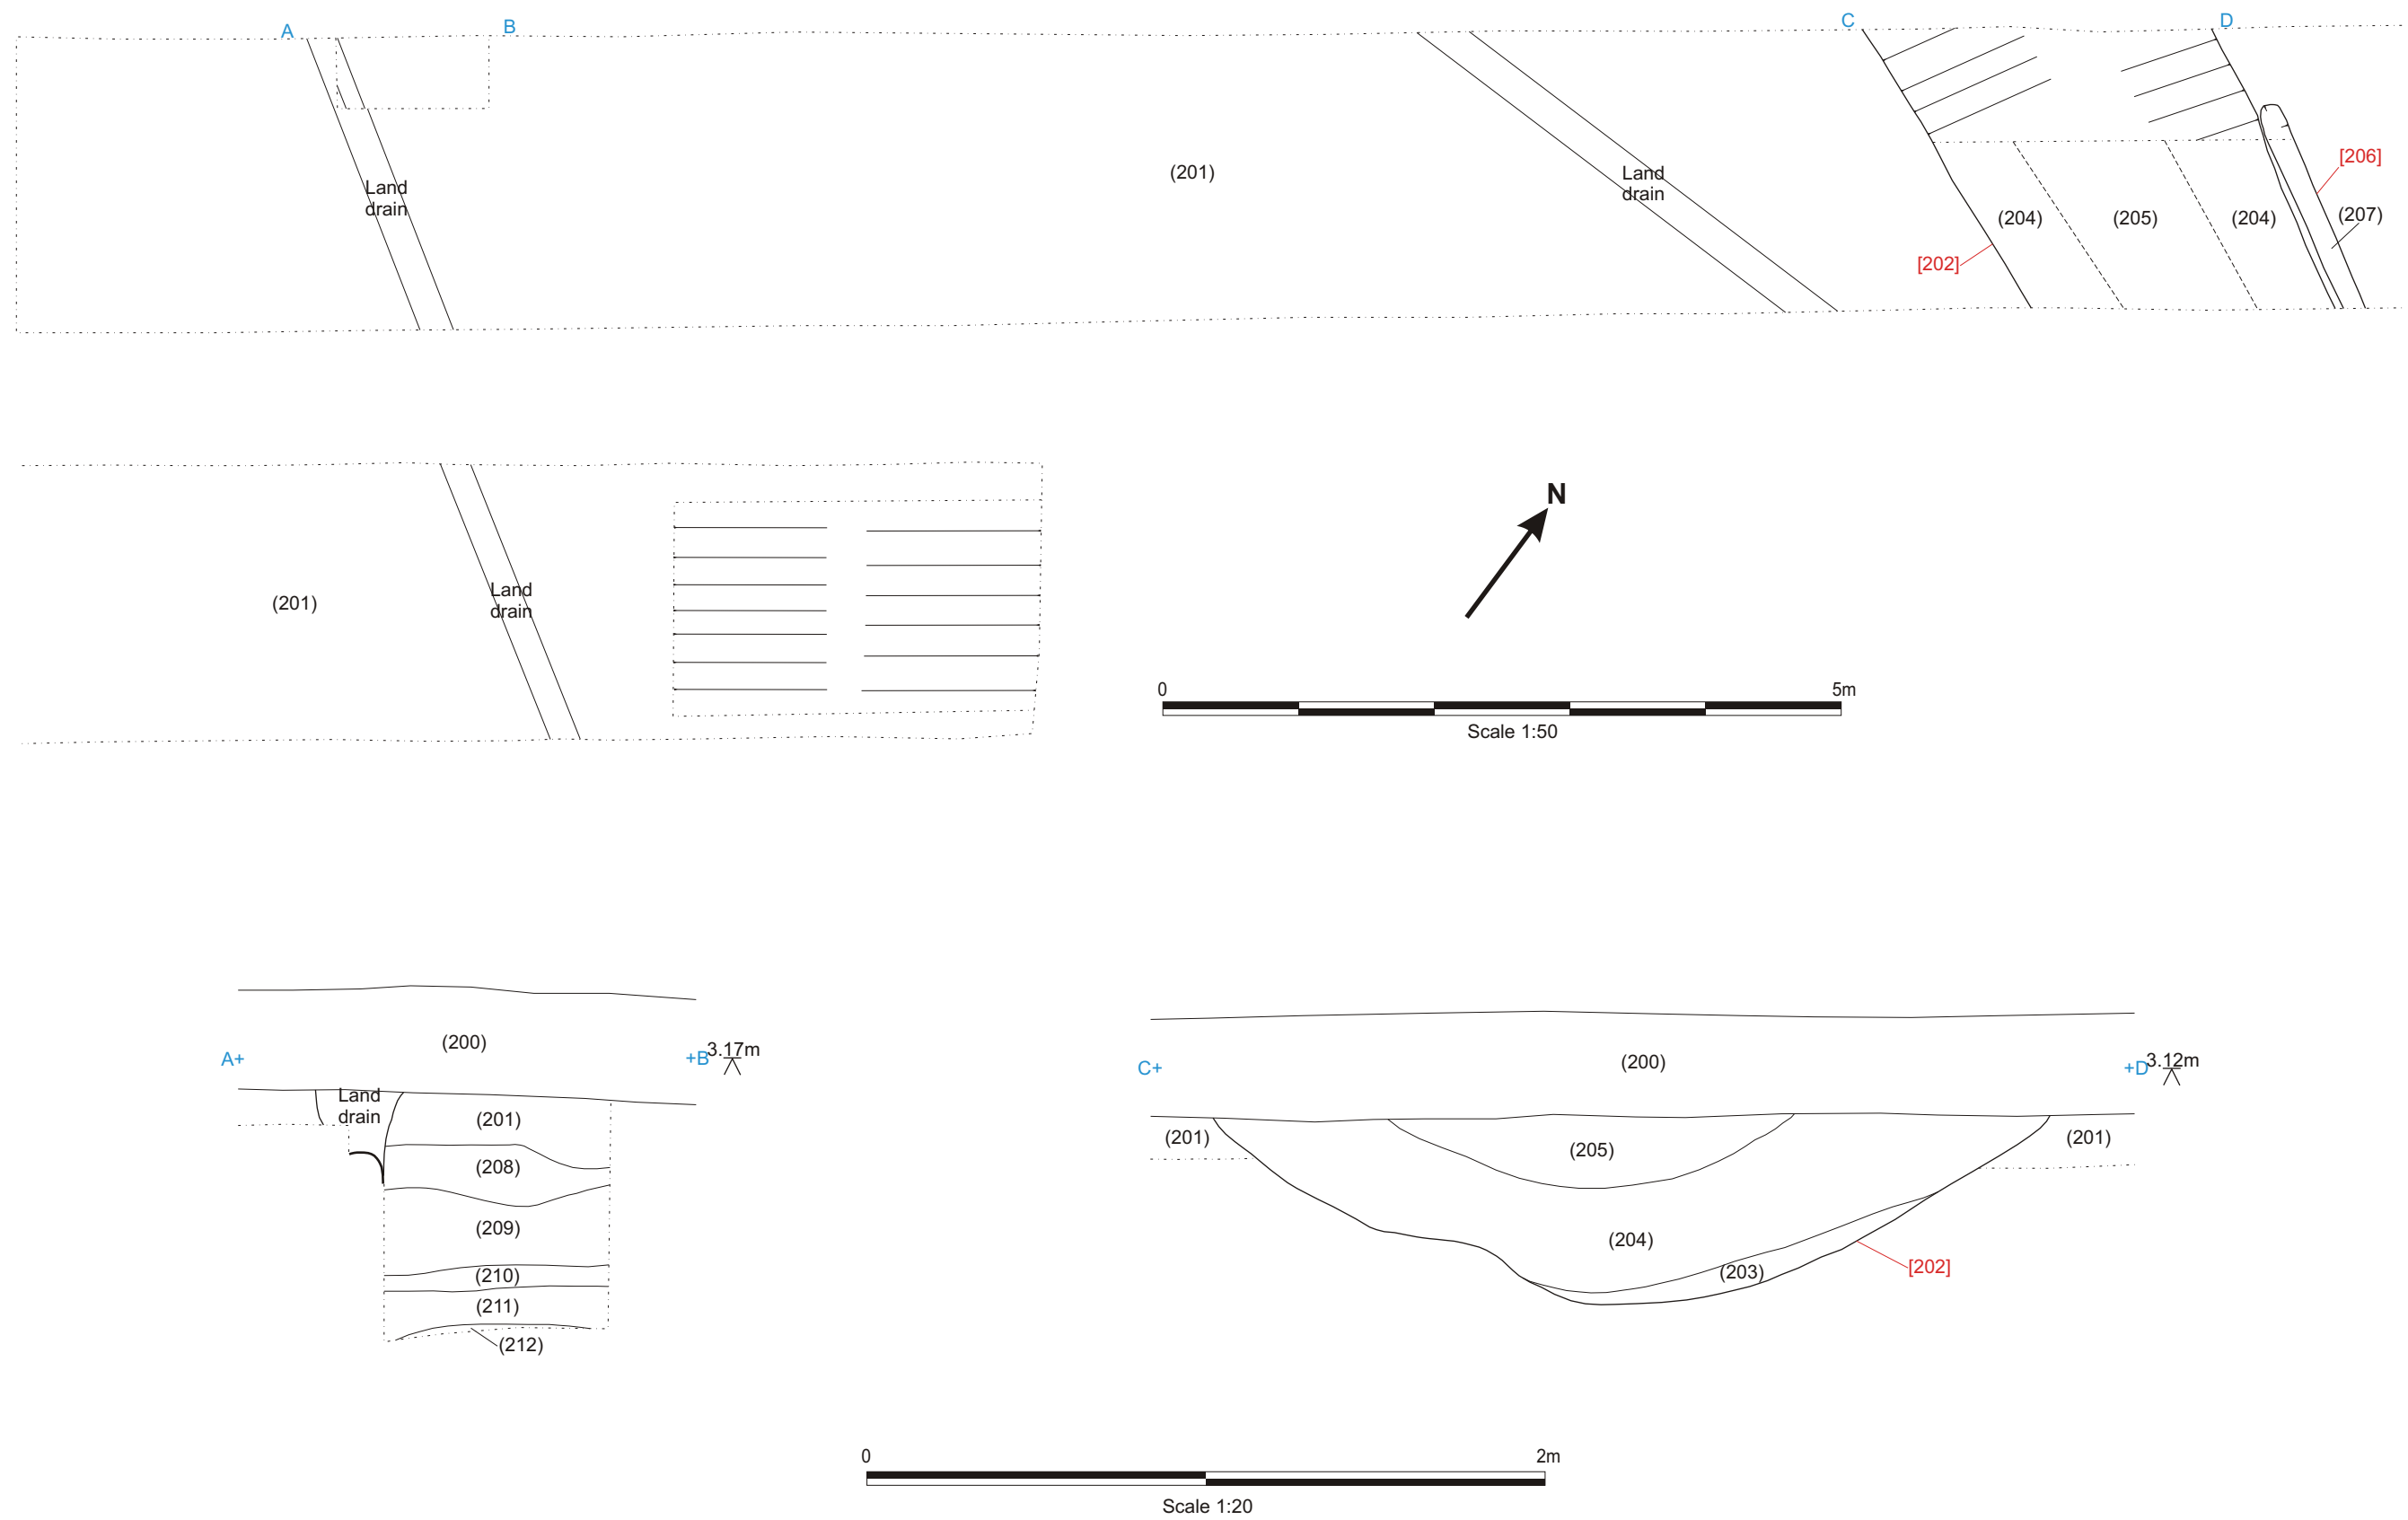 A
B
C
D
Land
drain
(201)
Land
drain
[206]
(204)
(205)
(204)
(207)
[202]
(201)
Land
drain
N
0
5m
Scale 1:50
(200)
A+
+B
3.17m
Land
drain
(201)
(208)
(209)
(210)
(211)
(212)
(200)
C+
+D
3.12m
(201)
(205)
(201)
(204)
(203)
[202]
0
2m
Scale 1:20